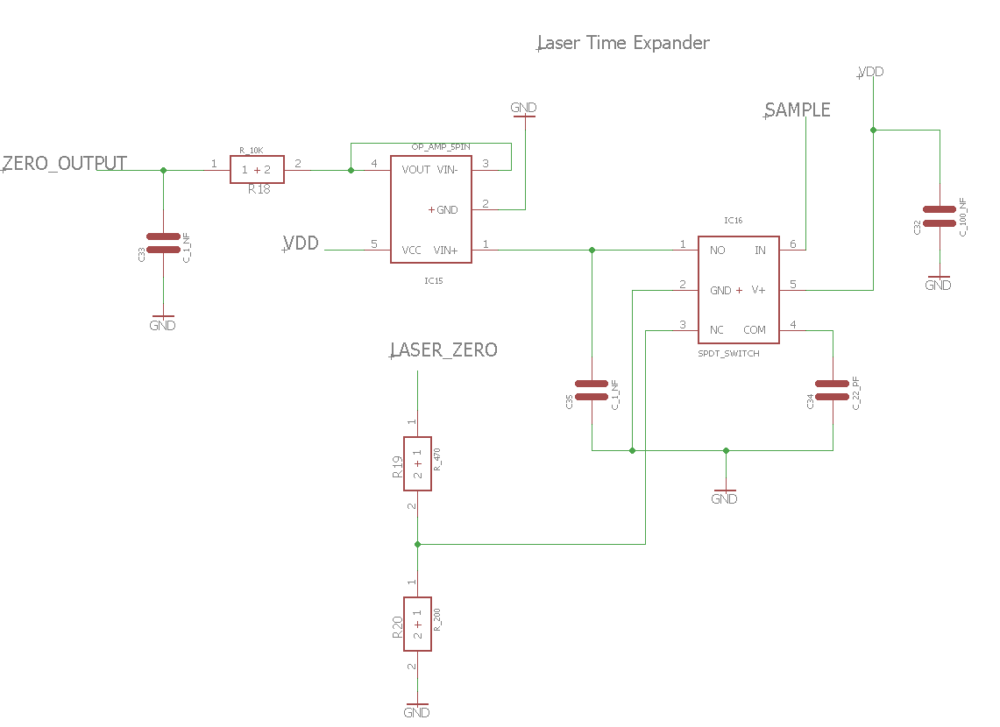 Laser Time Expander
VDD
SAMPLE
GND
ZERO_OUTPUT
R_10K
1
1 + 2
2
R18
OP_AMP_5PIN
4 VOUT VIN- 3
+ GND 2
VDD
5 VCC VIN+ 1
IC15
C33
C_1_NF
GND
IC16
1 NO IN 6
2 GND + V+ 5
3 NC COM 4
SPDT_SWITCH
C32
C_100_NF
GND
LASER_ZERO
C35
C_1_NF
C34
C_22_PF
GND
1
R19
2 + 1
R_470
2
1
R20
2 + 1
R_200
2
GND